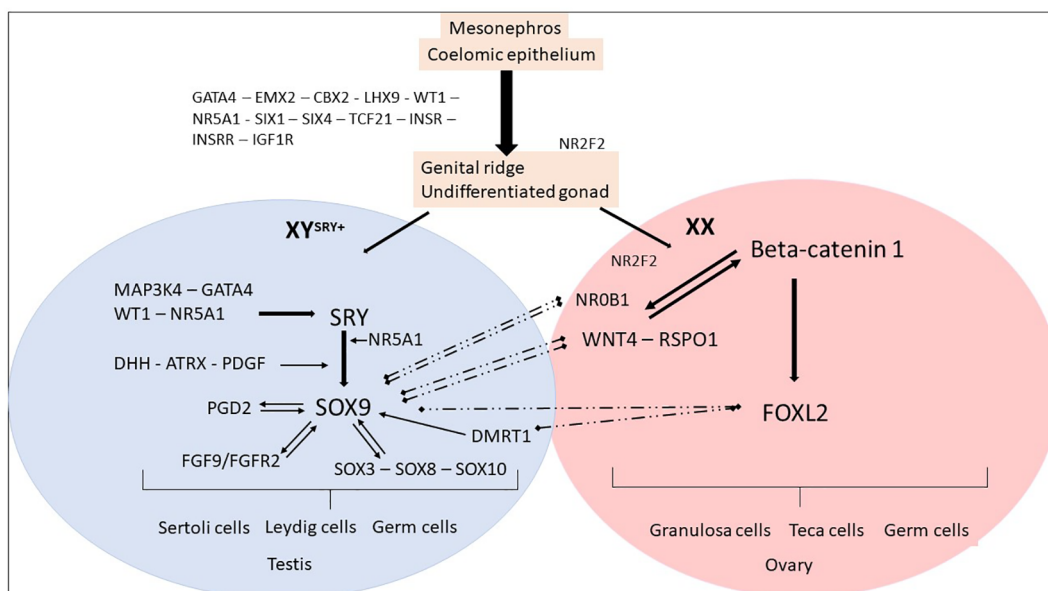 Mesonephros
Coelomic epithelium
GATA4 – EMX2 – CBX2 - LHX9 - WT1 –
NR5A1 - SIX1 – SIX4 – TCF21 – INSR –
INSRR – IGF1R
NR2F2
Genital ridge
Undifferentiated gonad
XYSRY+
MAP3K4 – GATA4
WT1 – NR5A1
SRY
NR5A1
DHH - ATRX - PDGF
PGD2
SOX9
DMRT1
FGF9/FGFR2
SOX3 – SOX8 – SOX10
Sertoli cells Leydig cells Germ cells
Testis
XX
NR2F2
Beta-catenin 1
NR0B1
WNT4 – RSPO1
FOXL2
Granulosa cells Teca cells Germ cells
Ovary